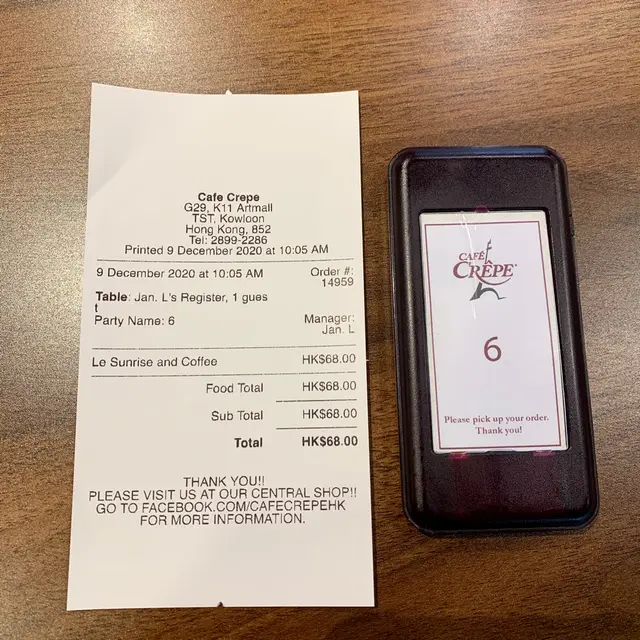 Cafe Crepe
G29, K11 Artmall
TST, Kowloon
Hong Kong, 852
Tel: 2899-2286
Printed 9 December 2020 at 10:05 AM
9 December 2020 at 10:05 AM Order #:
14959
Table: Jan. L's Register, 1 gues
t
Party Name: 6 Manager:
Jan. L
Le Sunrise and Coffee HK$68.00
Food Total HK$68.00
Sub Total HK$68.00
Total HK$68.00
THANK YOU!!
PLEASE VISIT US AT OUR CENTRAL SHOP!!
GO TO FACEBOOK.COM/CAFECREPEHK
FOR MORE INFORMATION.
CAFÉ
CRÊPE
6
Please pick up your order.
Thank you!